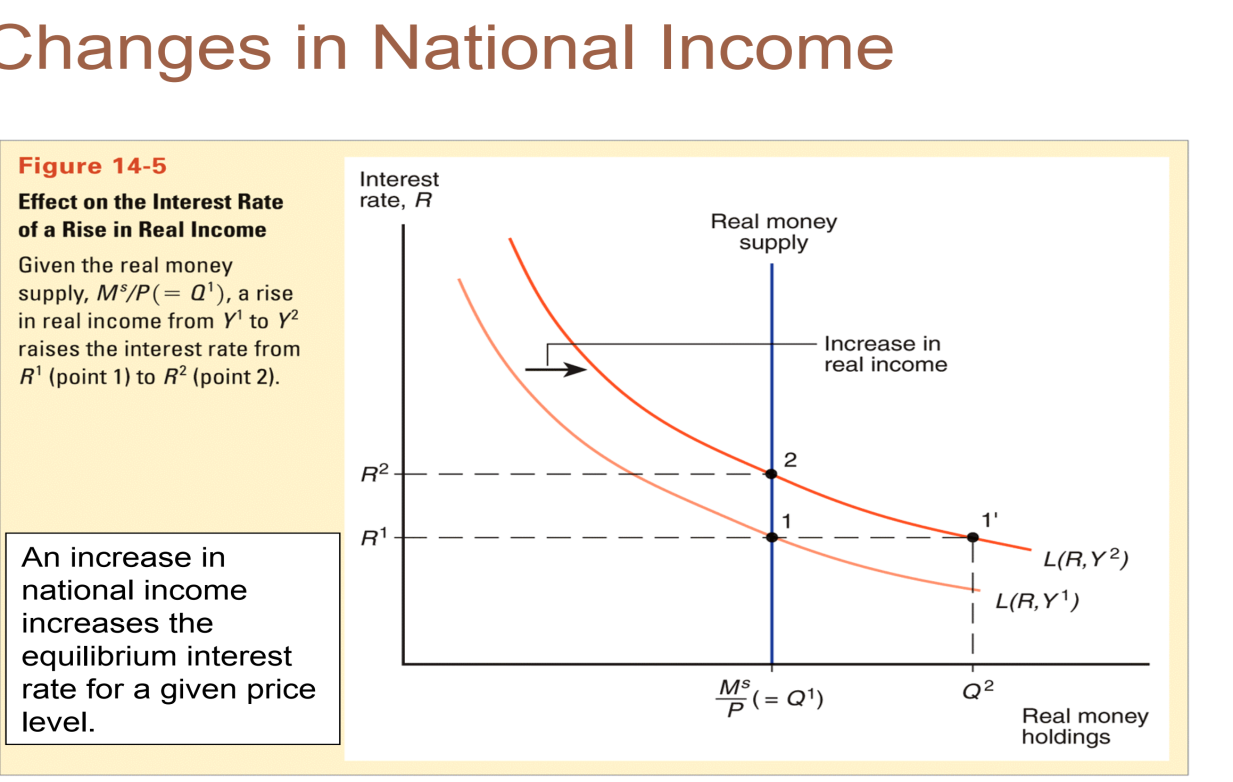 Changes in National Income
Figure 14-5
Effect on the Interest Rate
of a Rise in Real Income
Given the real money
supply, Mˢ/P(= Q¹), a rise
in real income from Y¹ to Y²
raises the interest rate from
R¹ (point 1) to R² (point 2).
An increase in
national income
increases the
equilibrium interest
rate for a given price
level.
Interest
rate, R
Real money
supply
Increase in
real income
R²
2
R¹
1
1'
L(R,Y²)
L(R,Y¹)
Mˢ/P (= Q¹)
Q²
Real money
holdings